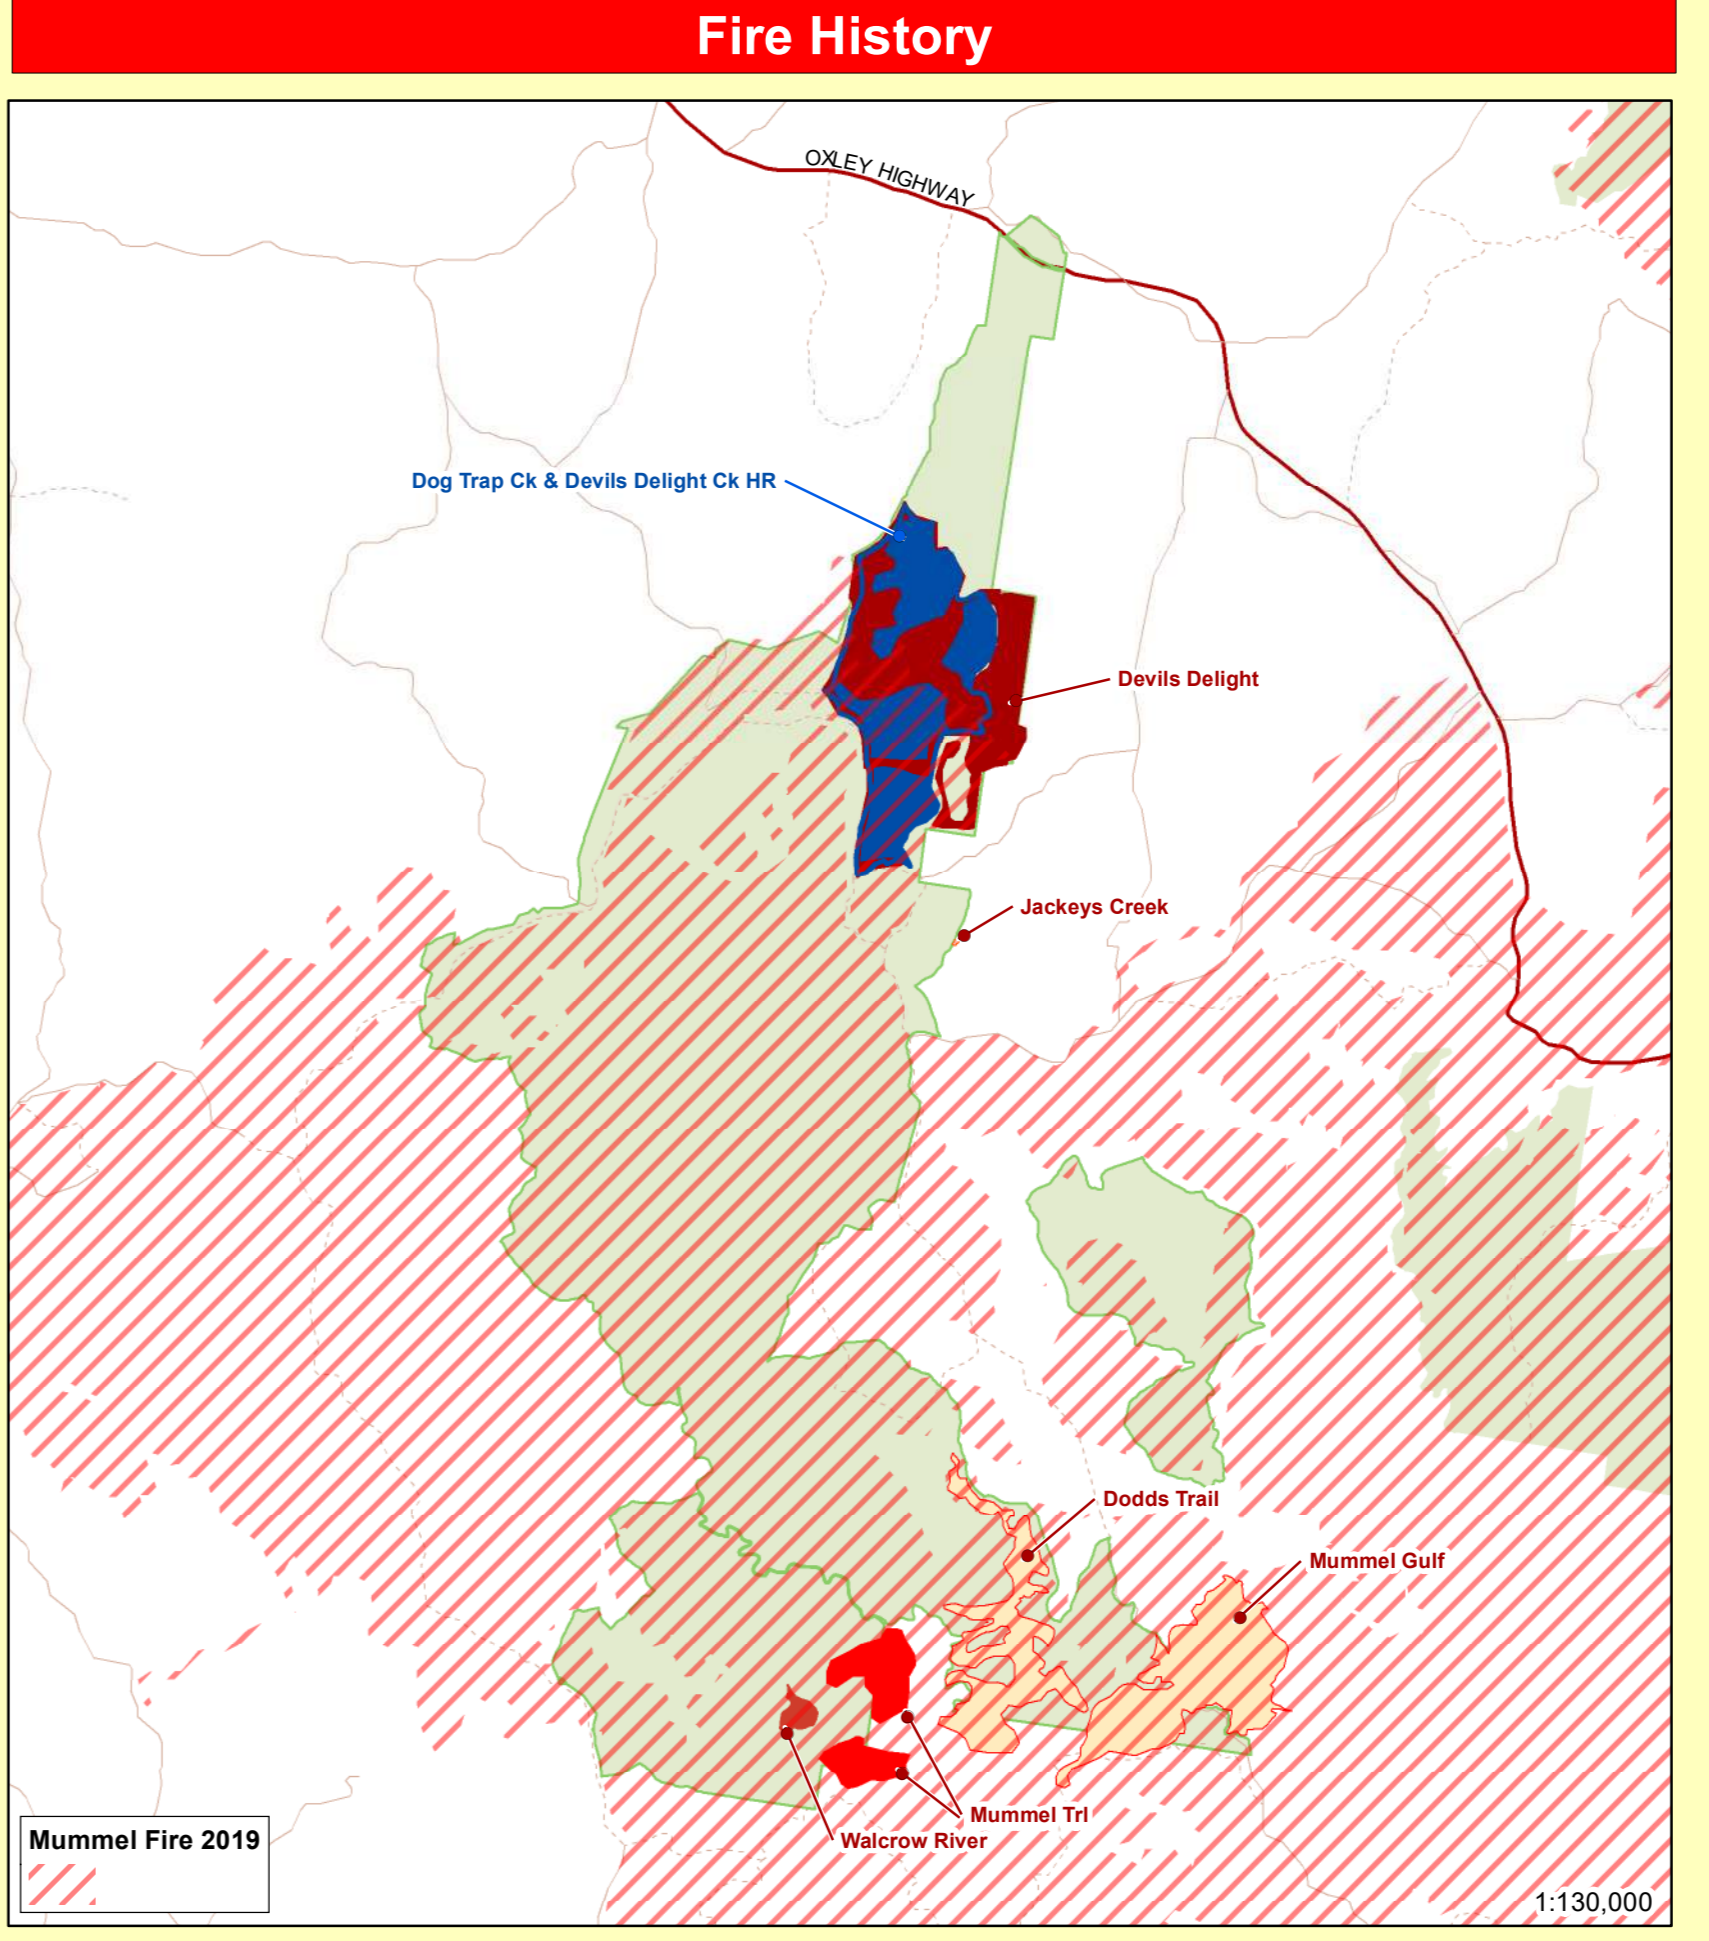 Fire History
OXLEY HIGHWAY
Dog Trap Ck & Devils Delight Ck HR
Devils Delight
Jackeys Creek
Dodds Trail
Mummel Gulf
Mummel Trl
Walcrow River
Mummel Fire 2019
1:130,000